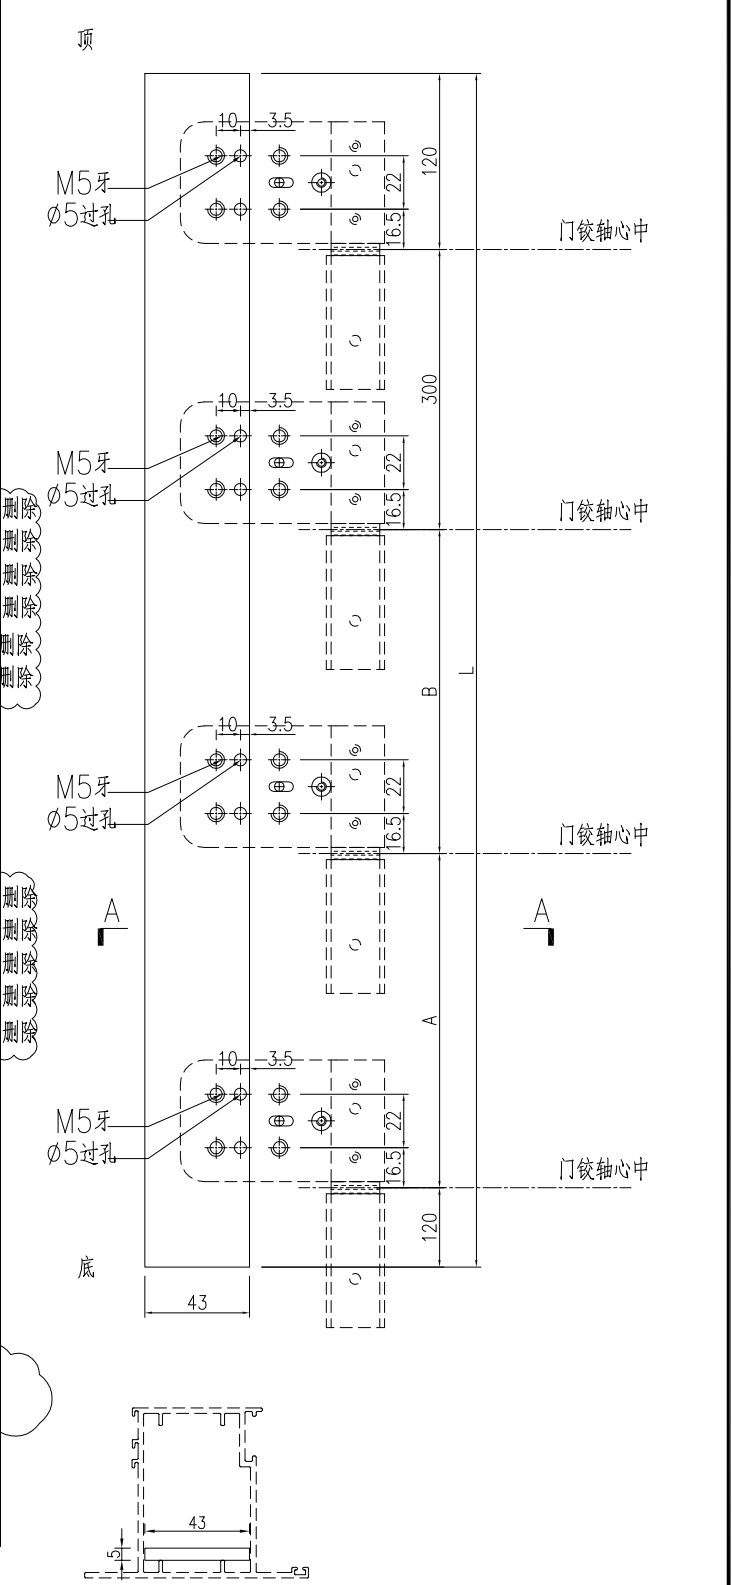 顶
10 3.5
M5牙
ø5过孔
22
16.5
120
门铰轴心中
300
10 3.5
M5牙
ø5过孔
22
16.5
门铰轴心中
删除
删除
删除
删除
删除
删除
B
L
10 3.5
M5牙
ø5过孔
22
16.5
门铰轴心中
删除
删除
删除
删除
删除
A A
A
10 3.5
M5牙
ø5过孔
22
16.5
门铰轴心中
120
底
43
43
5